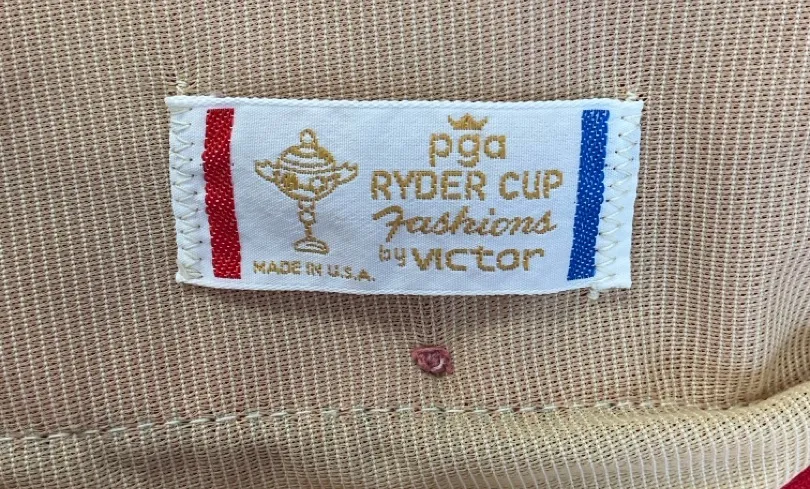 pga
RYDER CUP
Fashions
by victor
MADE IN U.S.A.